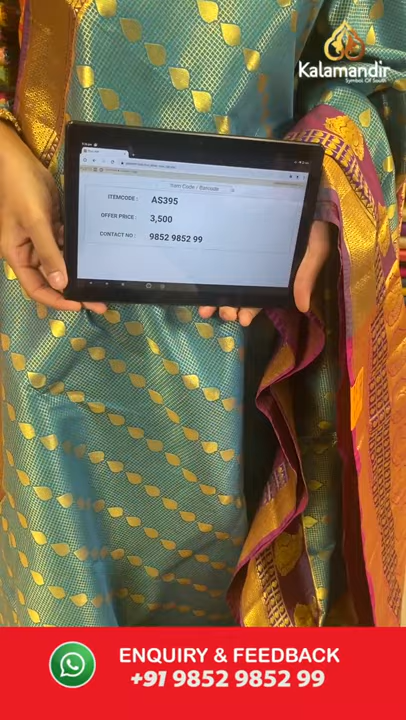 Kalamandir
Symbol Of South
Item Code / Barcode
ITEMCODE : AS395
OFFER PRICE : 3,500
CONTACT NO : 9852 9852 99
ENQUIRY & FEEDBACK
+91 9852 9852 99